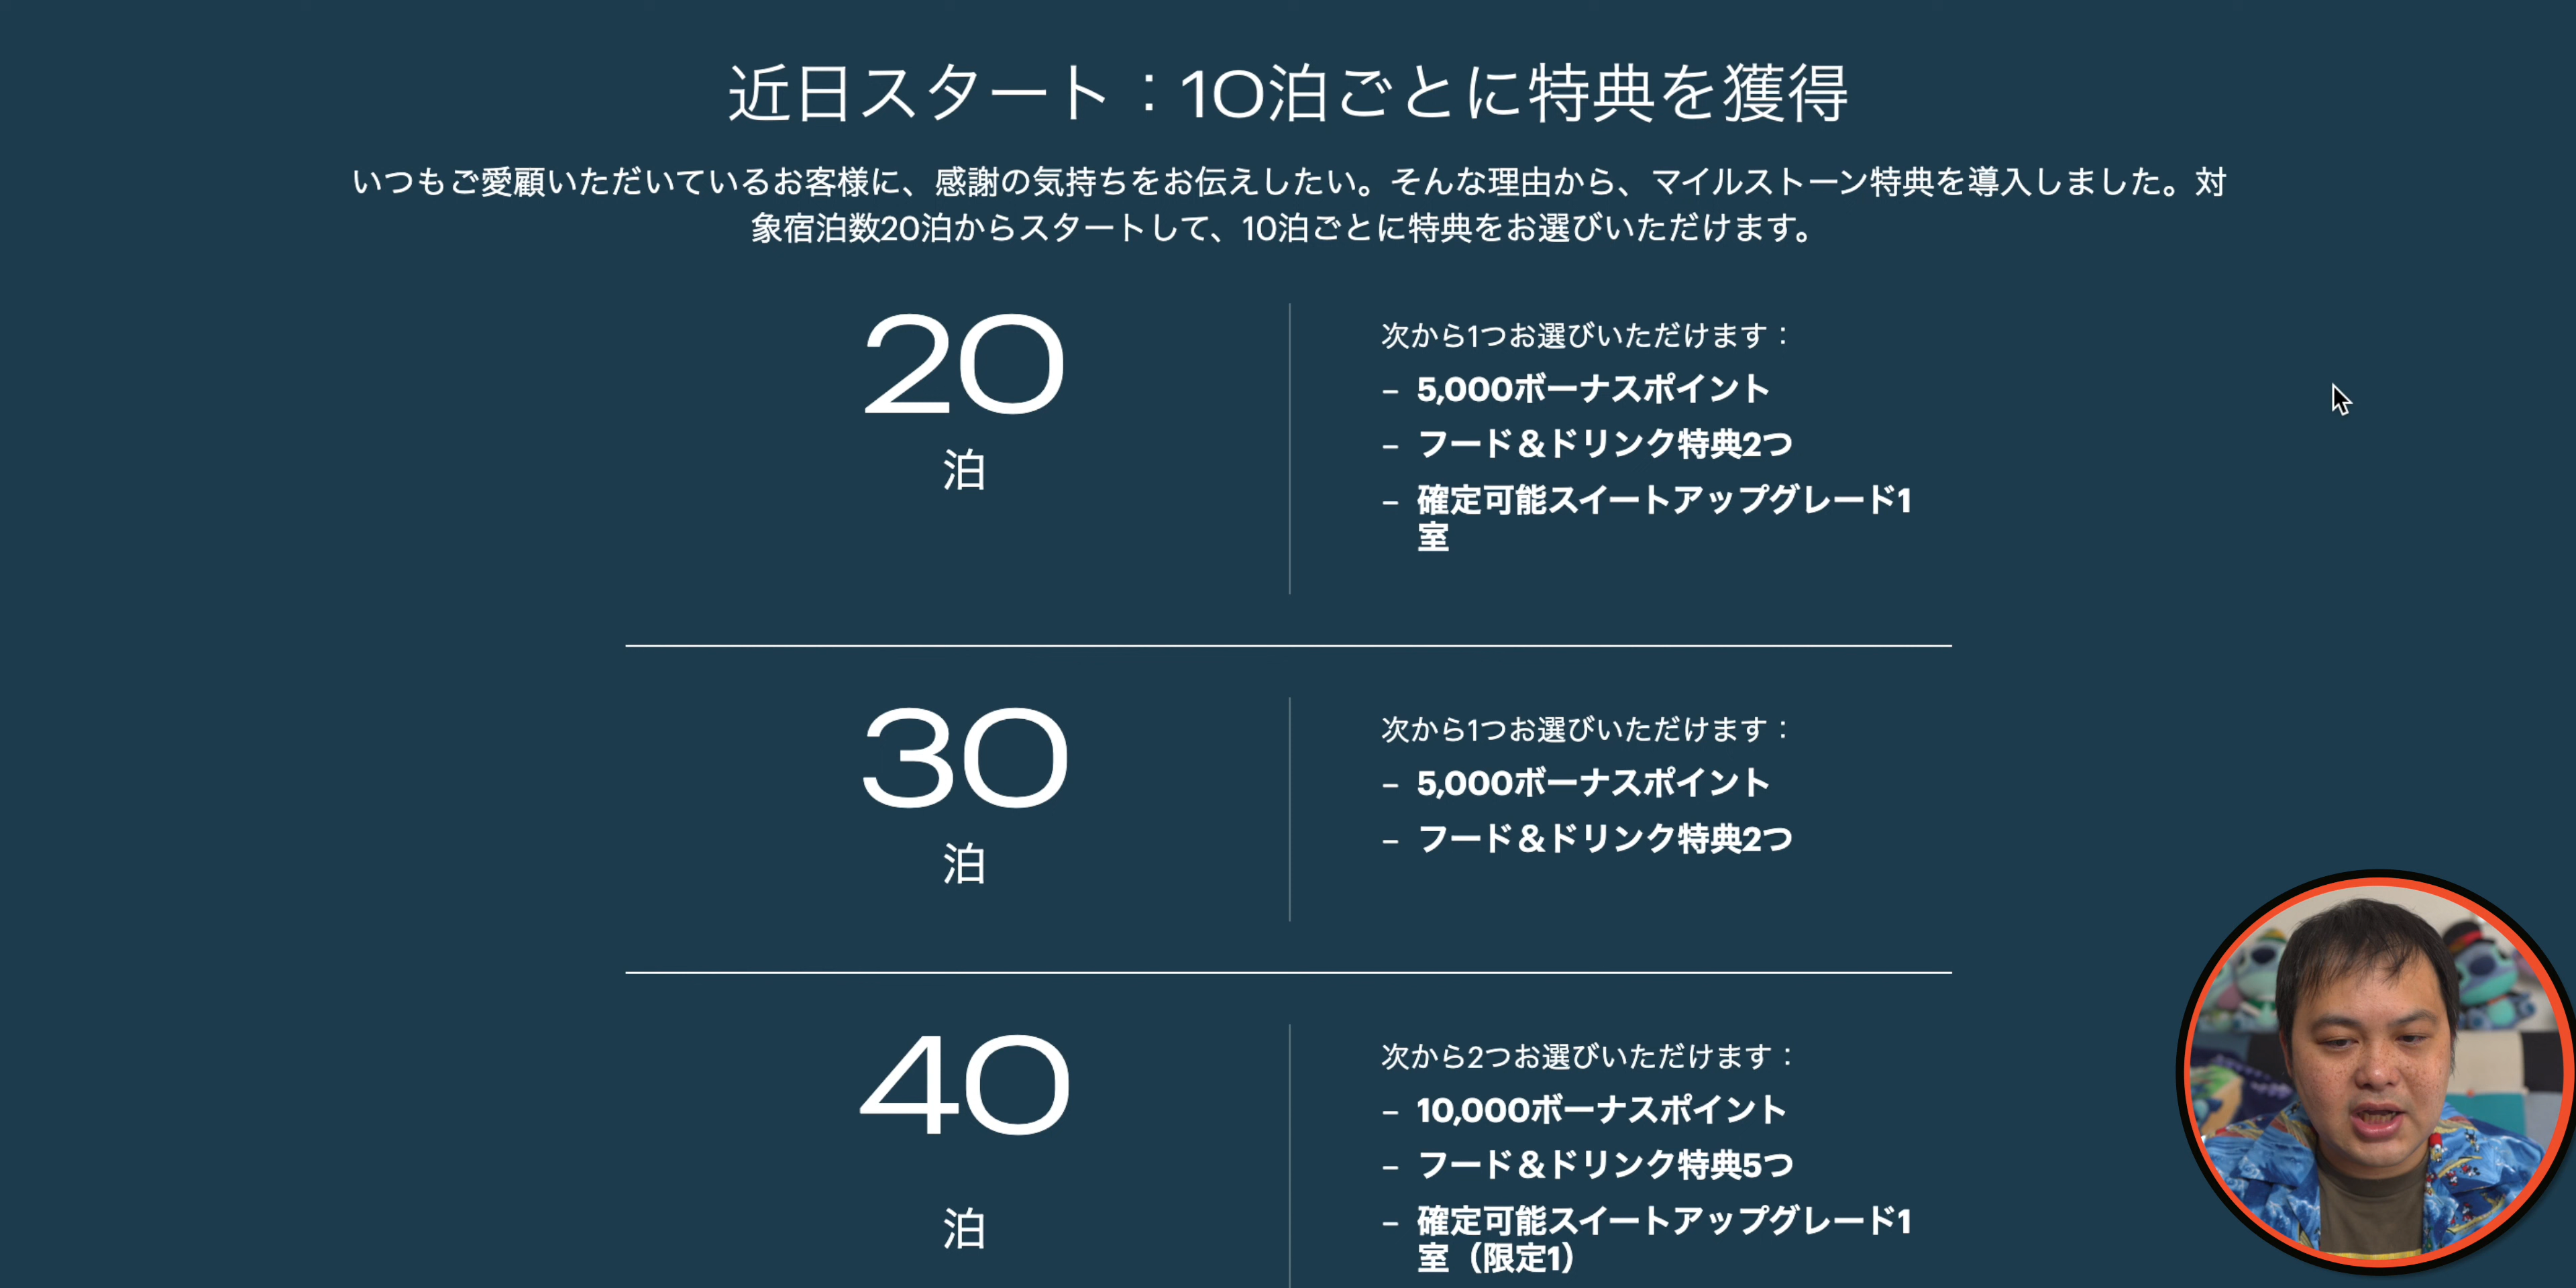 近日スタート：10泊ごとに特典を獲得
いつもご愛顧いただいているお客様に、感謝の気持ちをお伝えしたい。そんな理由から、マイルストーン特典を導入しました。対
象宿泊数20泊からスタートして、10泊ごとに特典をお選びいただけます。
20
泊
次から1つお選びいただけます：
– 5,000ボーナスポイント
– フード＆ドリンク特典2つ
– 確定可能スイートアップグレード1
室
30
泊
次から1つお選びいただけます：
– 5,000ボーナスポイント
– フード＆ドリンク特典2つ
40
泊
次から2つお選びいただけます：
– 10,000ボーナスポイント
– フード＆ドリンク特典5つ
– 確定可能スイートアップグレード1
室（限定1）